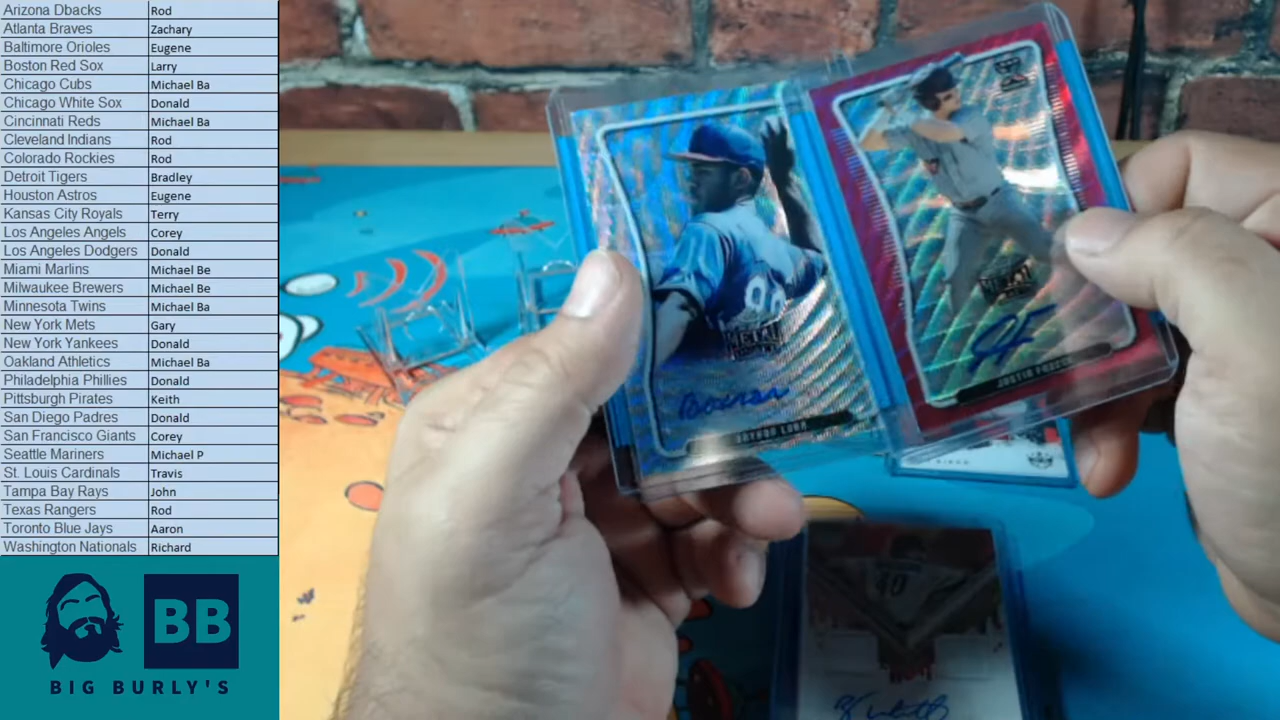 Arizona Dbacks Rod
Atlanta Braves Zachary
Baltimore Orioles Eugene
Boston Red Sox Larry
Chicago Cubs Michael Ba
Chicago White Sox Donald
Cincinnati Reds Michael Ba
Cleveland Indians Rod
Colorado Rockies Rod
Detroit Tigers Bradley
Houston Astros Eugene
Kansas City Royals Terry
Los Angeles Angels Corey
Los Angeles Dodgers Donald
Miami Marlins Michael Be
Milwaukee Brewers Michael Be
Minnesota Twins Michael Ba
New York Mets Gary
New York Yankees Donald
Oakland Athletics Michael Ba
Philadelphia Phillies Donald
Pittsburgh Pirates Keith
San Diego Padres Donald
San Francisco Giants Corey
Seattle Mariners Michael P
St. Louis Cardinals Travis
Tampa Bay Rays John
Texas Rangers Rod
Toronto Blue Jays Aaron
Washington Nationals Richard
BB
BIG BURLY'S
JUSTIN
40